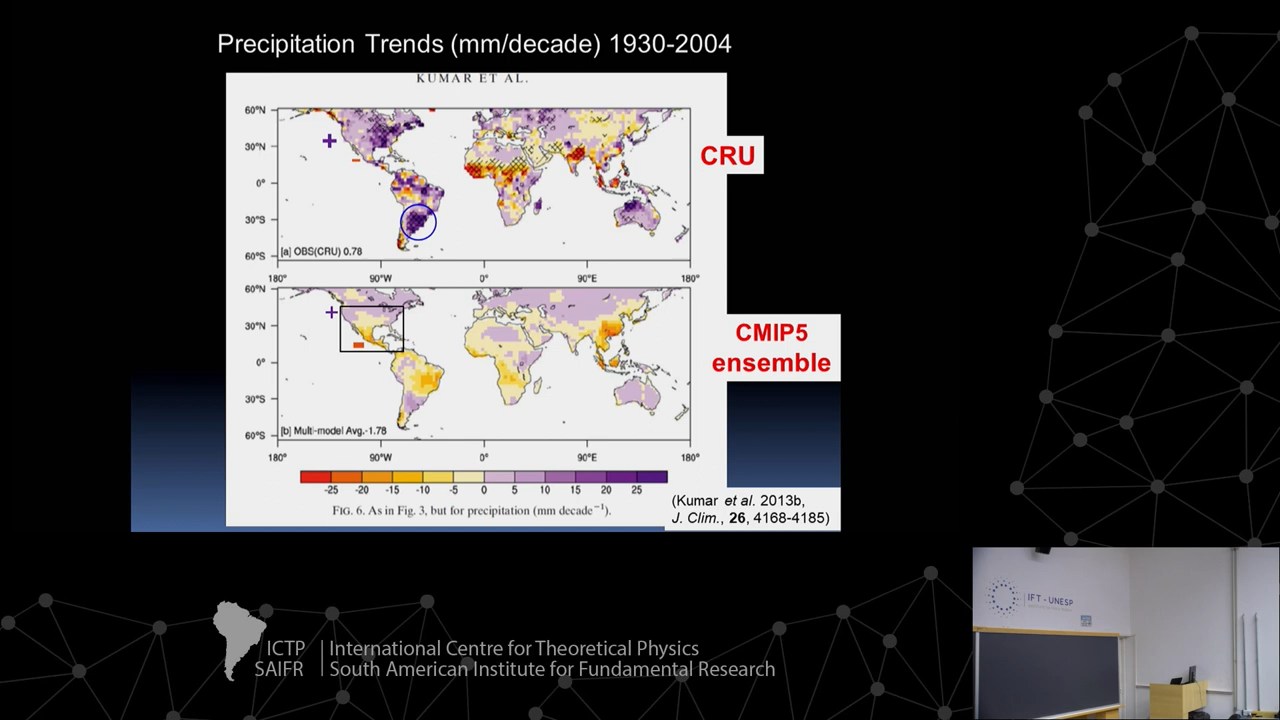 Precipitation Trends (mm/decade) 1930-2004
KUMAR ET AL.
60°N
30°N
0°
30°S
60°S
[a] OBS(CRU) 0.78
180° 90°W 0° 90°E 180°
CRU
60°N
30°N
0°
30°S
60°S
[b] Multi-model Avg.-1.78
180° 90°W 0° 90°E 180°
CMIP5
ensemble
-25 -20 -15 -10 -5 0 5 10 15 20 25
FIG. 6. As in Fig. 3, but for precipitation (mm decade⁻¹).
(Kumar et al. 2013b,
J. Clim., 26, 4168-4185)
IFT - UNESP
ICTP
SAIFR
International Centre for Theoretical Physics
South American Institute for Fundamental Research